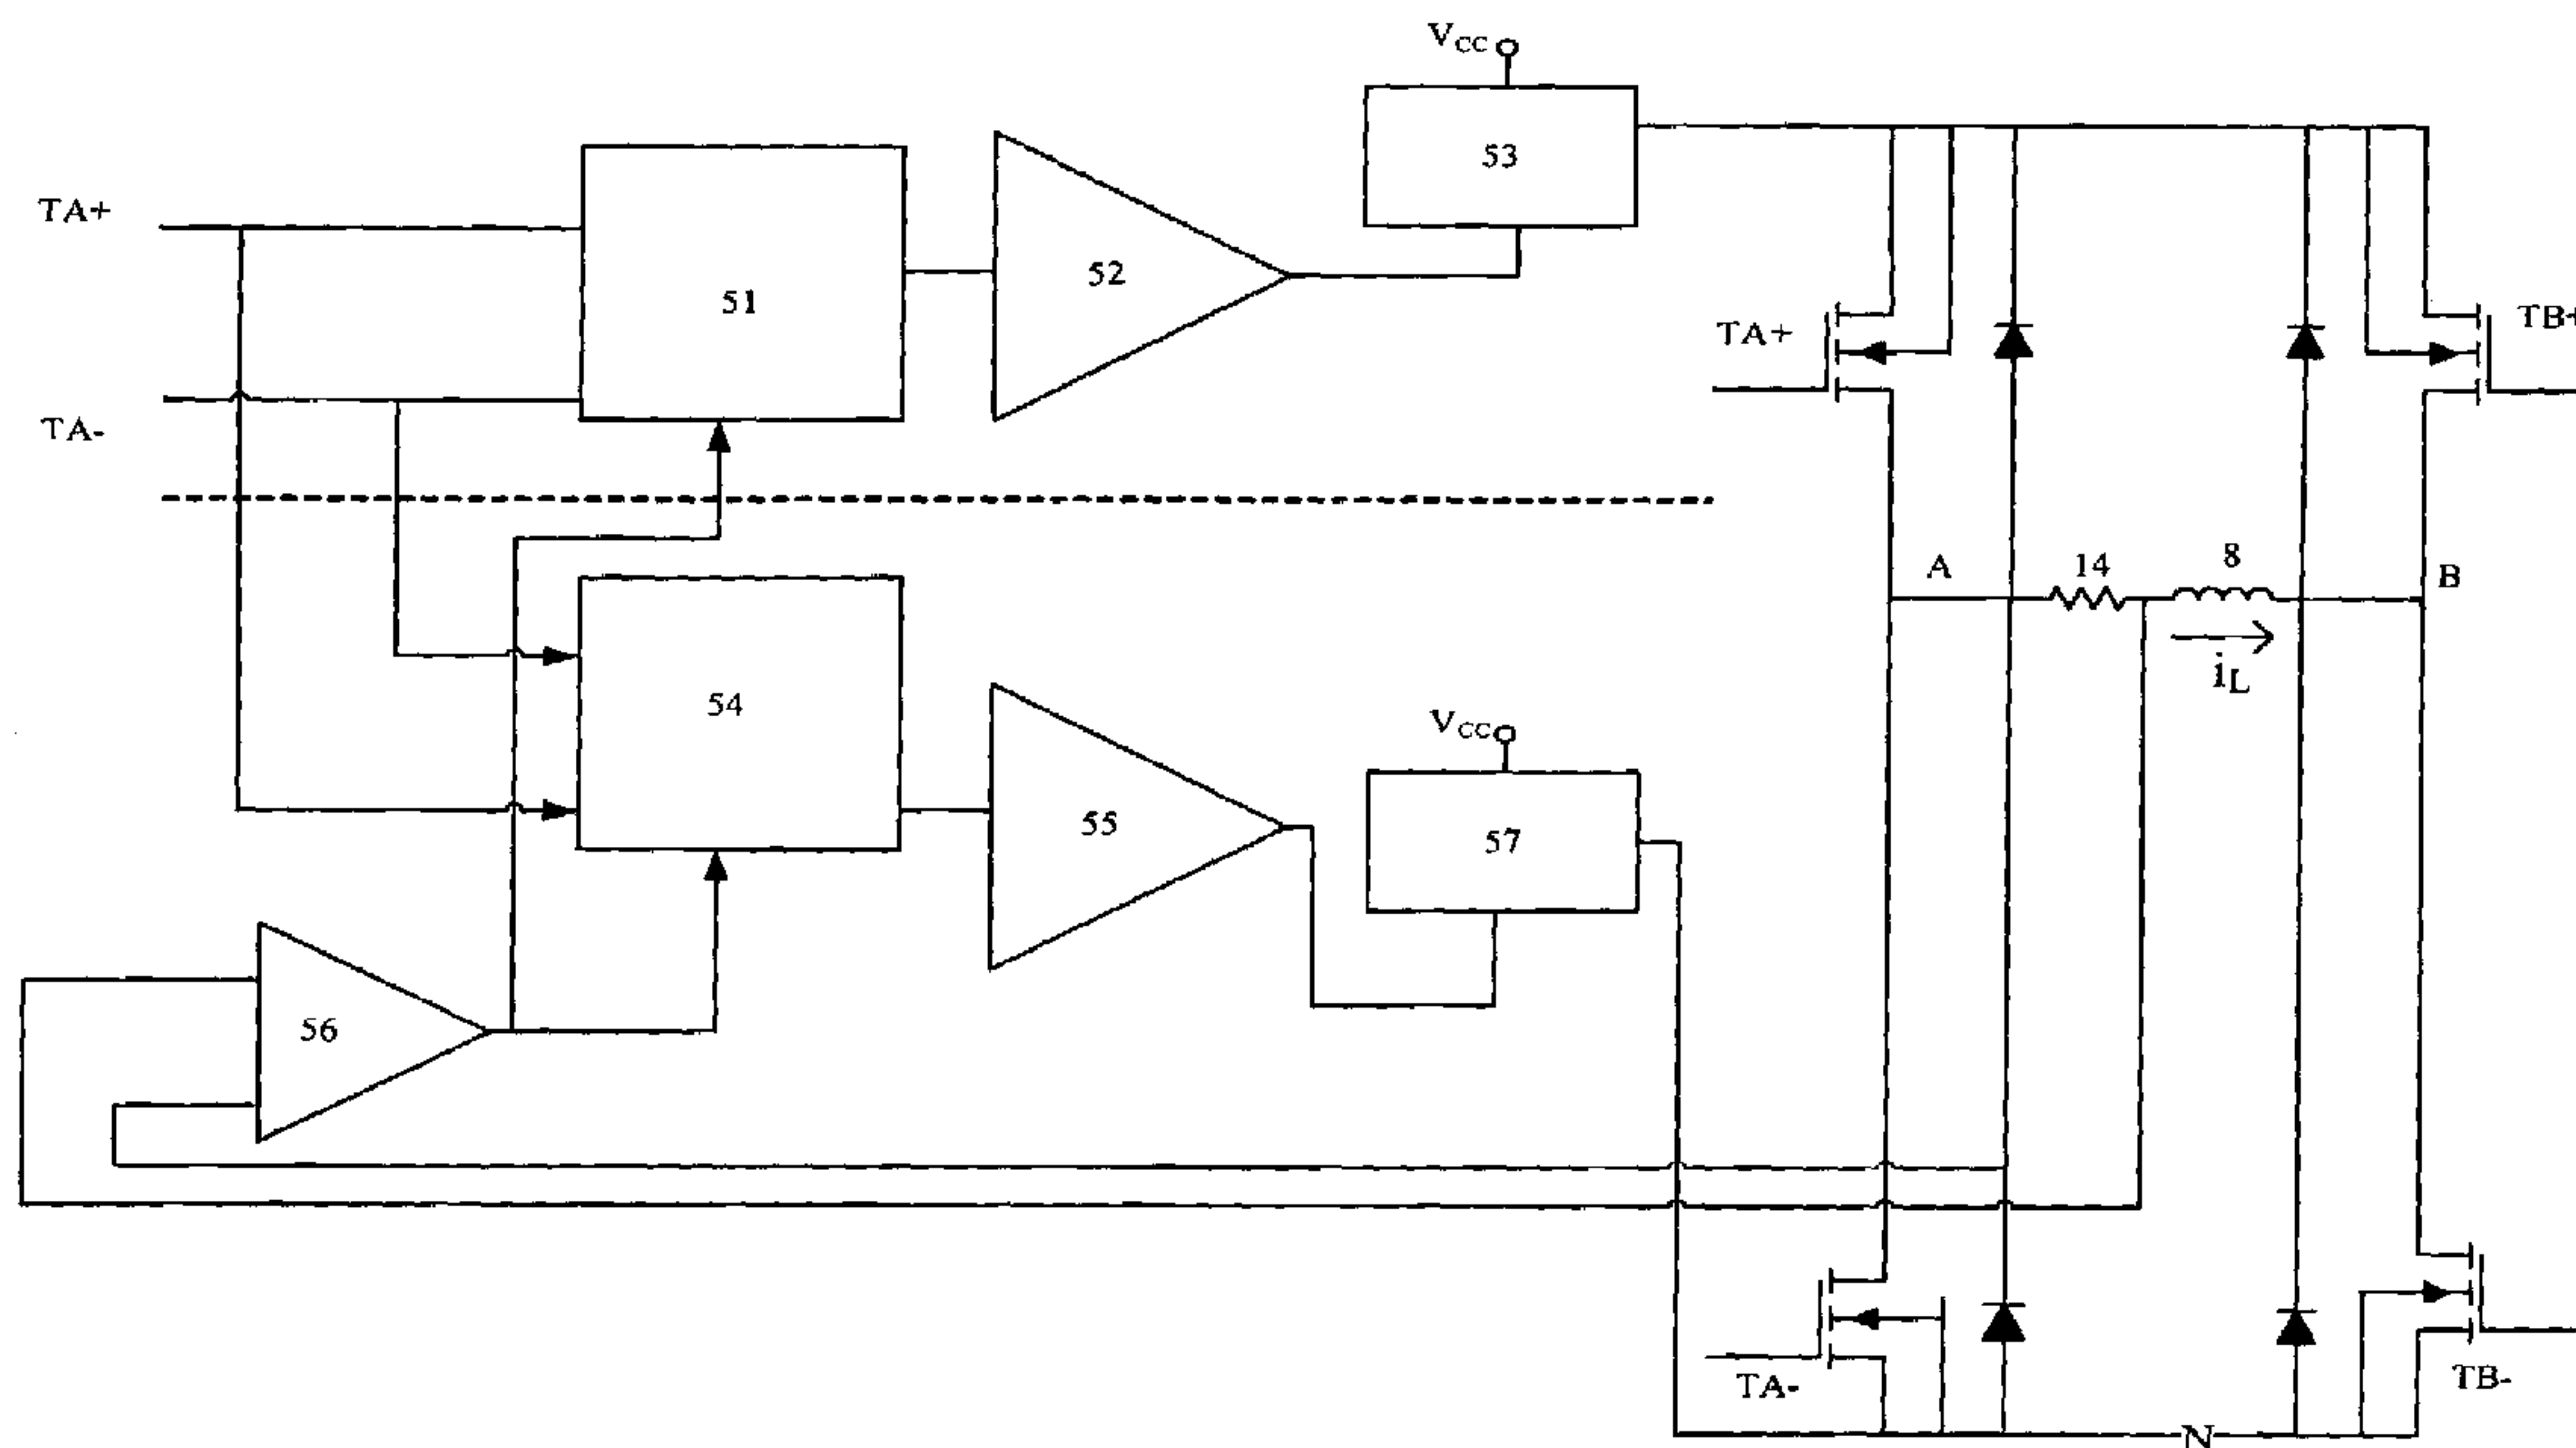 VCC
53
TA+
51
52
TA+
TB+
TA-
A
14
8
B
iL
54
VCC
55
57
56
TA-
TB-
N